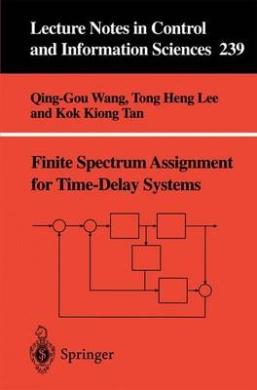 Lecture Notes in Control
and Information Sciences 239
Qing-Gou Wang, Tong Heng Lee
and Kok Kiong Tan
Finite Spectrum Assignment
for Time-Delay Systems
Springer